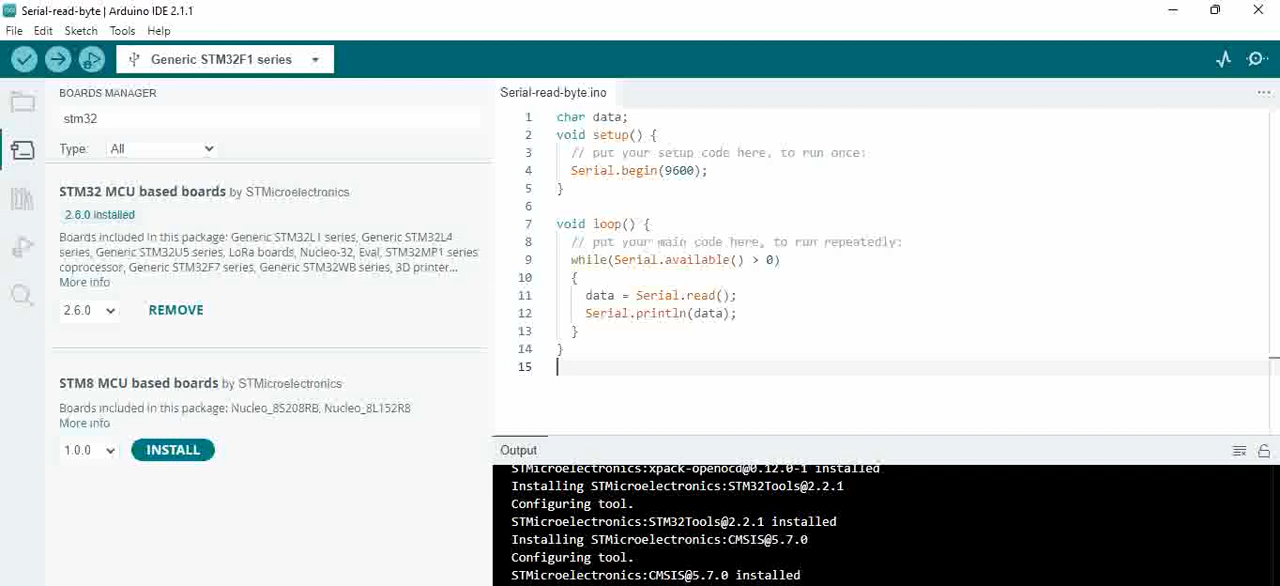 Serial-read-byte | Arduino IDE 2.1.1
File Edit Sketch Tools Help
Generic STM32F1 series
BOARDS MANAGER
stm32
Type: All
STM32 MCU based boards by STMicroelectronics
2.6.0 installed
Boards included in this package: Generic STM32L1 series, Generic STM32L4
series, Generic STM32U5 series, LoRa boards, Nucleo-32, Eval, STM32MP1 series
coprocessor, Generic STM32F7 series, Generic STM32WB series, 3D printer...
More info
2.6.0 REMOVE
STM8 MCU based boards by STMicroelectronics
Boards included in this package: Nucleo_8S208RB, Nucleo_8L152R8
More info
1.0.0 INSTALL
Serial-read-byte.ino
1 char data;
2 void setup() {
3 // put your setup code here, to run once:
4 Serial.begin(9600);
5 }
6
7 void loop() {
8 // put your main code here, to run repeatedly:
9 while(Serial.available() > 0)
10 {
11 data = Serial.read();
12 Serial.println(data);
13 }
14 }
15
Output
STMicroelectronics:xpack-openocd@0.12.0-1 installed
Installing STMicroelectronics:STM32Tools@2.2.1
Configuring tool.
STMicroelectronics:STM32Tools@2.2.1 installed
Installing STMicroelectronics:CMSIS@5.7.0
Configuring tool.
STMicroelectronics:CMSIS@5.7.0 installed